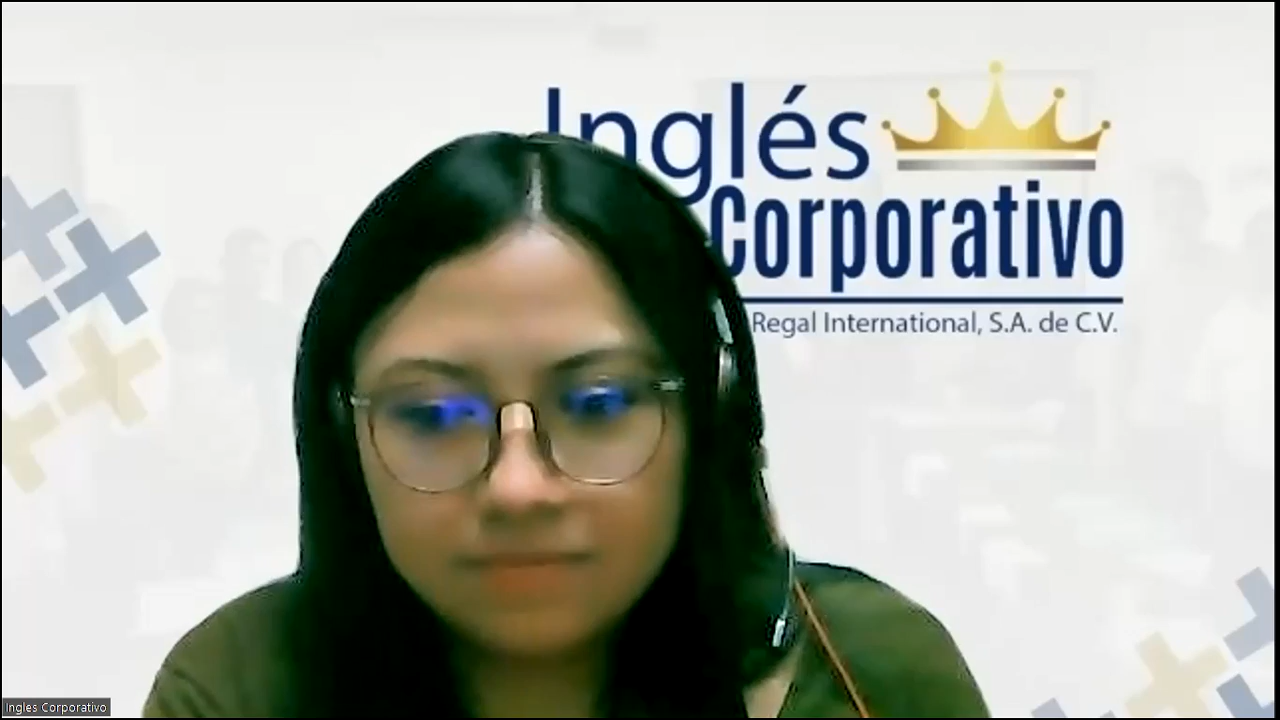 Inglés
Corporativo
Regal International, S.A. de C.V.
Ingles Corporativo